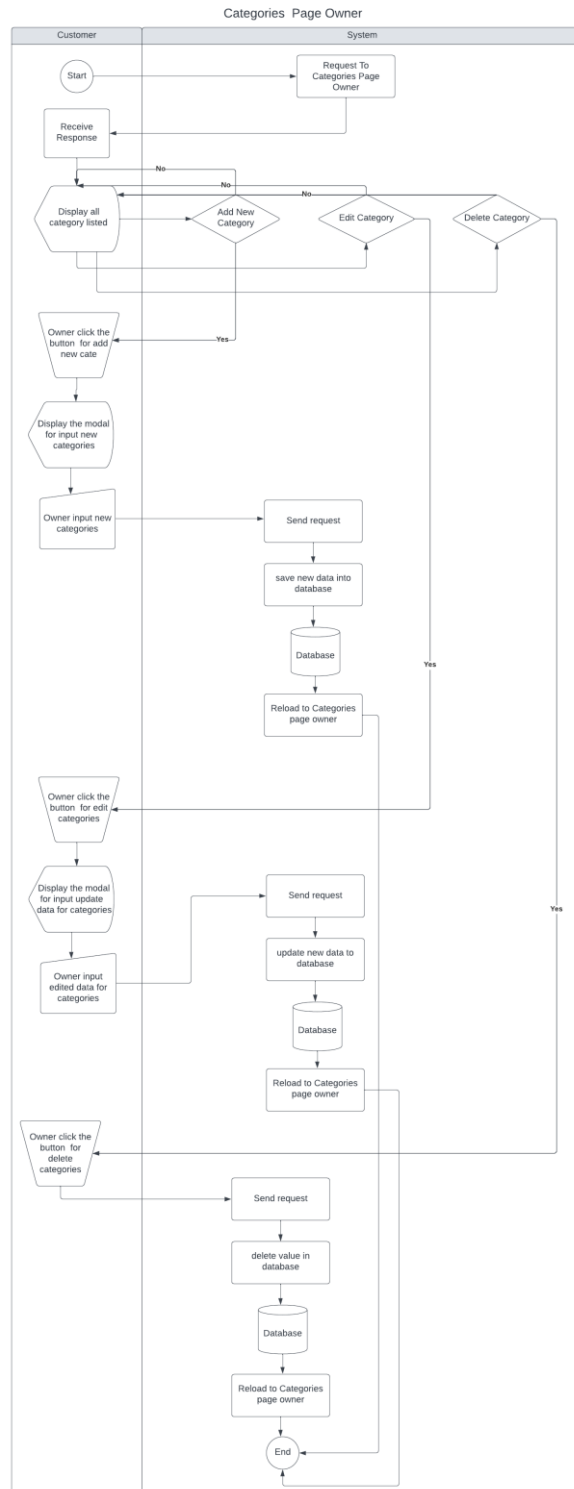 Categories Page Owner
Customer
System
Start
Request To
Categories Page
Owner
Receive
Response
No
No
No
Display all
category listed
Add New
Category
Edit Category
Delete Category
Owner click the
button for add
new cate
Yes
Display the modal
for input new
categories
Owner input new
categories
Send request
save new data into
database
Database
Yes
Reload to Categories
page owner
Owner click the
button for edit
categories
Display the modal
for input update
data for categories
Send request
Yes
update new data to
database
Owner input
edited data for
categories
Database
Reload to Categories
page owner
Owner click the
button for
delete
categories
Send request
delete value in
database
Database
Reload to Categories
page owner
End